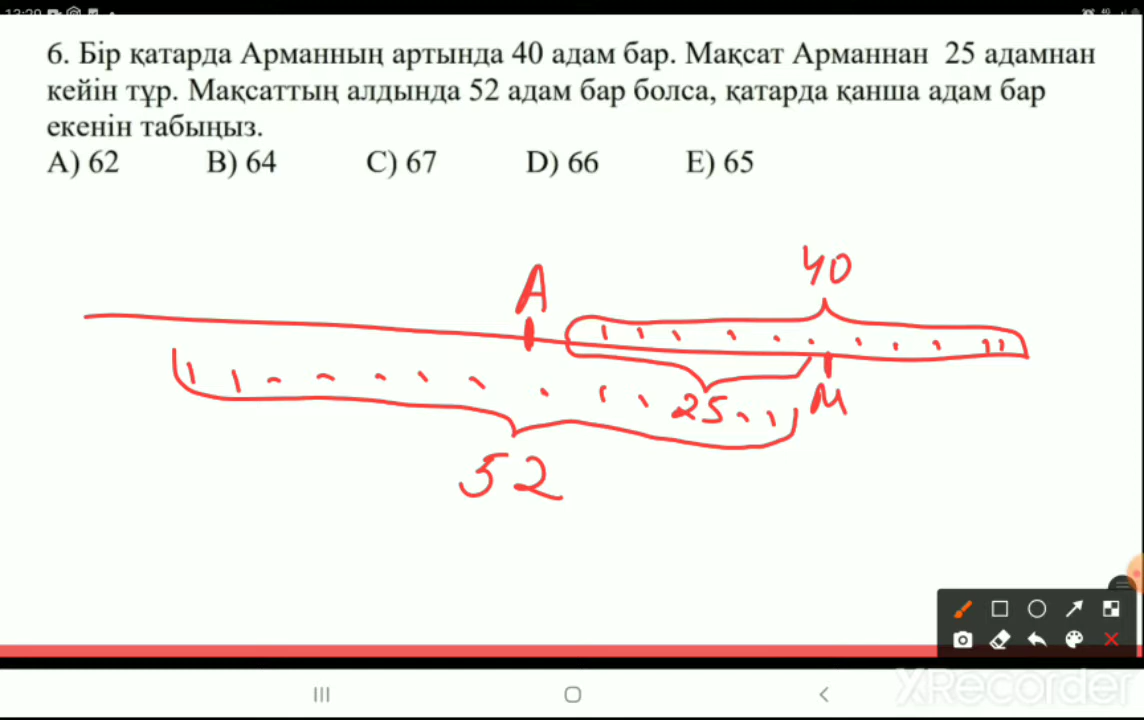 6. Бір қатарда Арманның артында 40 адам бар. Мақсат Арманнан 25 адамнан
кейін тұр. Мақсаттың алдында 52 адам бар болса, қатарда қанша адам бар
екенін табыңыз.
A) 62 B) 64 C) 67 D) 66 E) 65
40
A
25
М
52
XRecorder